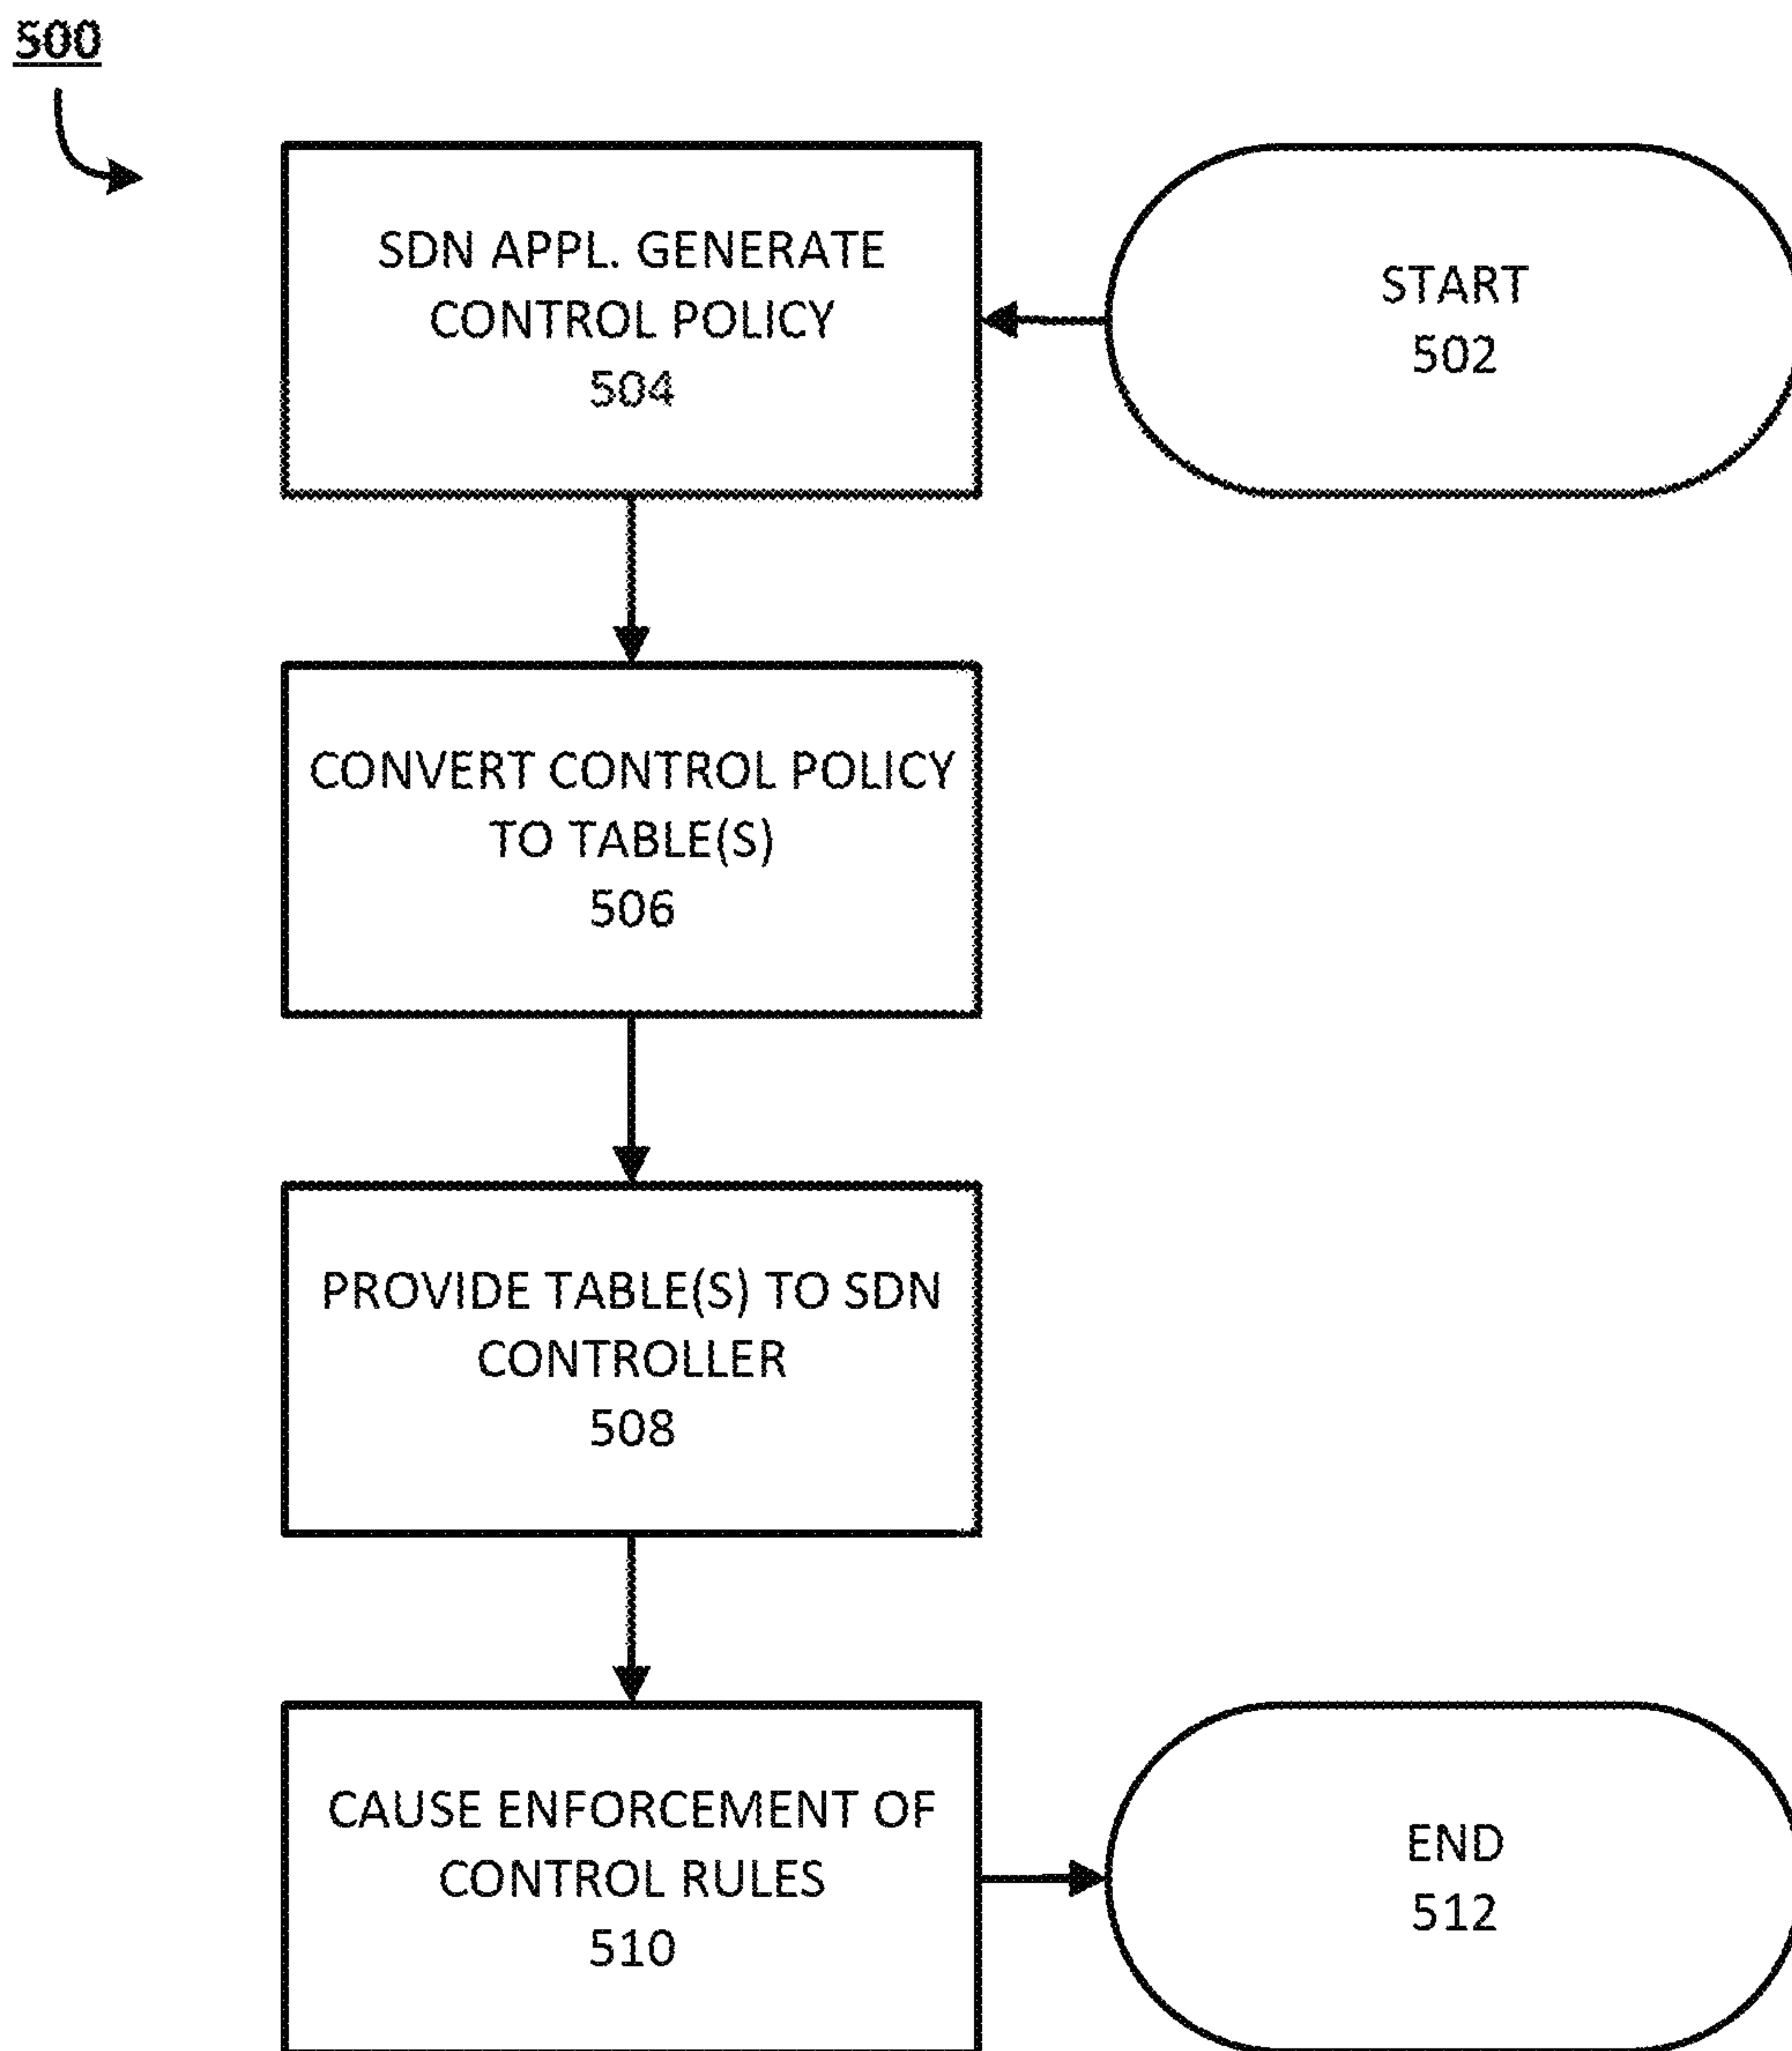 500
SDN APPL. GENERATE
CONTROL POLICY
504
START
502
CONVERT CONTROL POLICY
TO TABLE(S)
506
PROVIDE TABLE(S) TO SDN
CONTROLLER
508
CAUSE ENFORCEMENT OF
CONTROL RULES
510
END
512